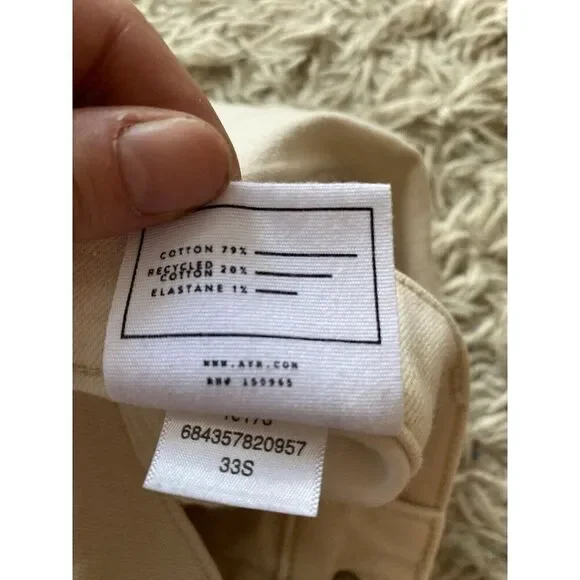 COTTON 79%
RECYCLED
COTTON 20%
ELASTANE 1%
WWW.AYR.COM
RN# 150965
684357820957
33S